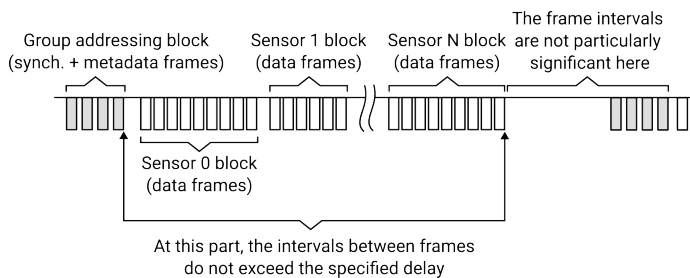 Group addressing block
(synch. + metadata frames)
Sensor 1 block
(data frames)
Sensor N block
(data frames)
The frame intervals
are not particularly
significant here
Sensor 0 block
(data frames)
At this part, the intervals between frames
do not exceed the specified delay